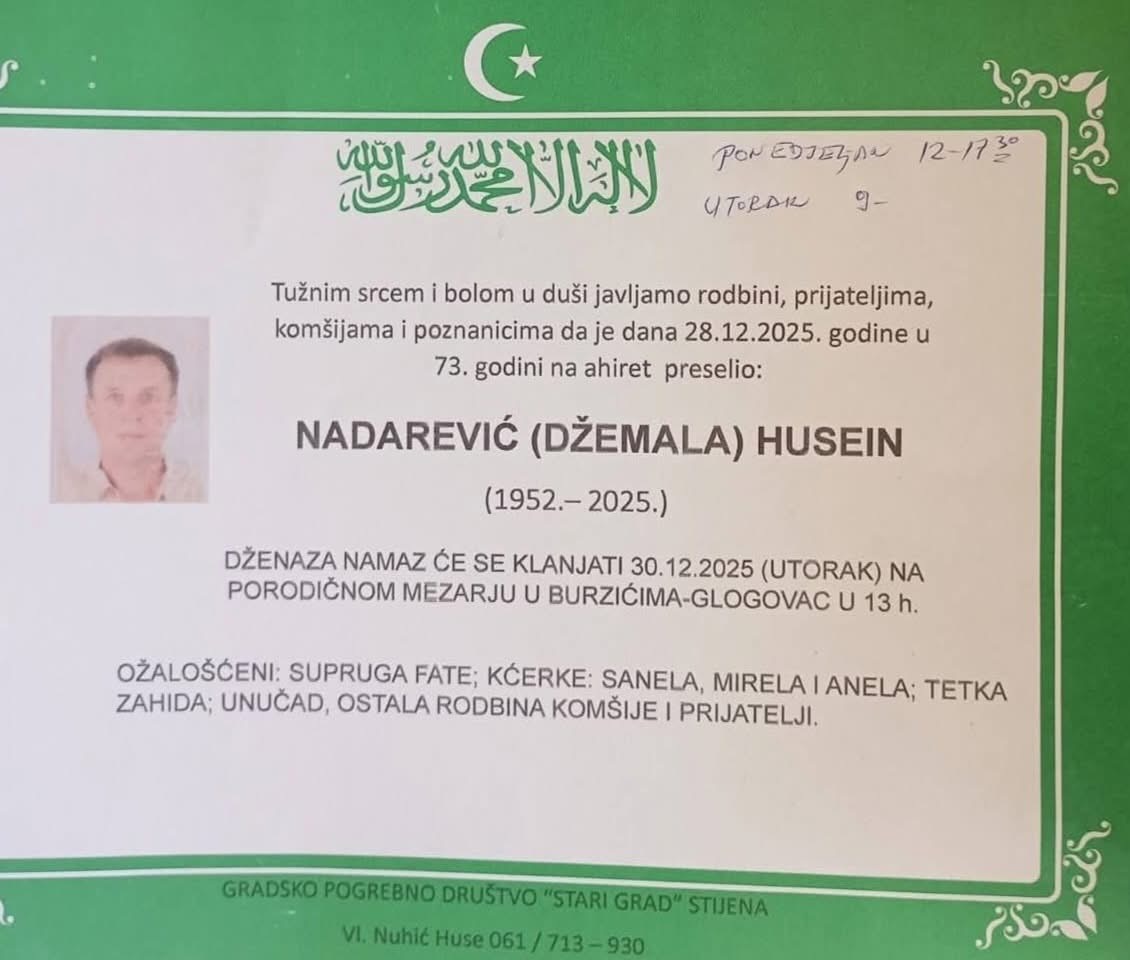 لا إله إلا الله محمد رسول الله
PONEDJELJAK 12-17 30
UTORAK 9-
Tužnim srcem i bolom u duši javljamo rodbini, prijateljima,
komšijama i poznanicima da je dana 28.12.2025. godine u
73. godini na ahiret preselio:
NADAREVIĆ (DŽEMALA) HUSEIN
(1952.– 2025.)
DŽENAZA NAMAZ ĆE SE KLANJATI 30.12.2025 (UTORAK) NA
PORODIČNOM MEZARJU U BURZIĆIMA-GLOGOVAC U 13 h.
OŽALOŠĆENI: SUPRUGA FATE; KĆERKE: SANELA, MIRELA I ANELA; TETKA
ZAHIDA; UNUČAD, OSTALA RODBINA KOMŠIJE I PRIJATELJI.
GRADSKO POGREBNO DRUŠTVO "STARI GRAD" STIJENA
Vl. Nuhić Huse 061 / 713 – 930